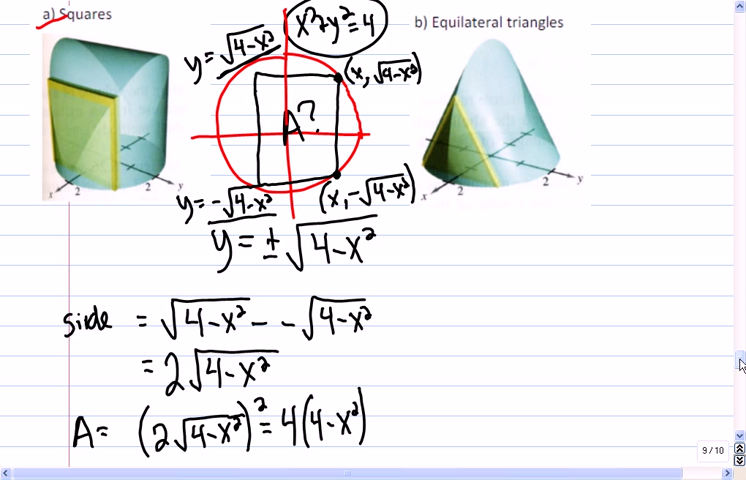 a) Squares
x² + y² = 4
b) Equilateral triangles
y = √4-x²
(x, √4-x²)
A?
x 2 2 y
x 2 2 y
y = -√4-x²
(x, -√4-x²)
y = ± √4-x²
side = √4-x² - -√4-x²
= 2√4-x²
A = (2√4-x²)² = 4(4-x²)
9 / 10